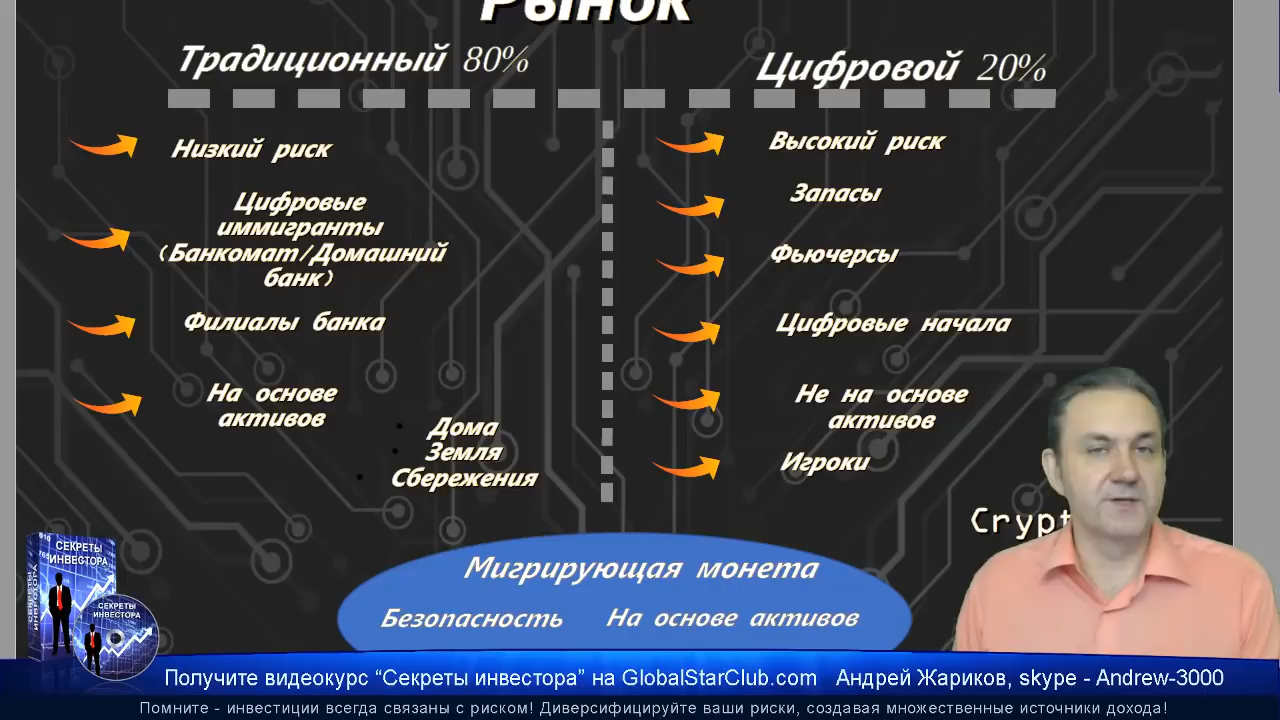 Рынок
Традиционный 80%
Цифровой 20%
Низкий риск
Цифровые
иммигранты
(Банкомат/Домашний
банк)
Филиалы банка
На основе
активов
Дома
Земля
Сбережения
Высокий риск
Запасы
Фьючерсы
Цифровые начала
Не на основе
активов
Игроки
Crypt
Мигрирующая монета
Безопасность На основе активов
СЕКРЕТЫ
ИНВЕСТОРА
СЕКРЕТЫ
ИНВЕСТОРА
Получите видеокурс “Секреты инвестора” на GlobalStarClub.com Андрей Жариков, skype - Andrew-3000
Помните - инвестиции всегда связаны с риском! Диверсифицируйте ваши риски, создавая множественные источники дохода!